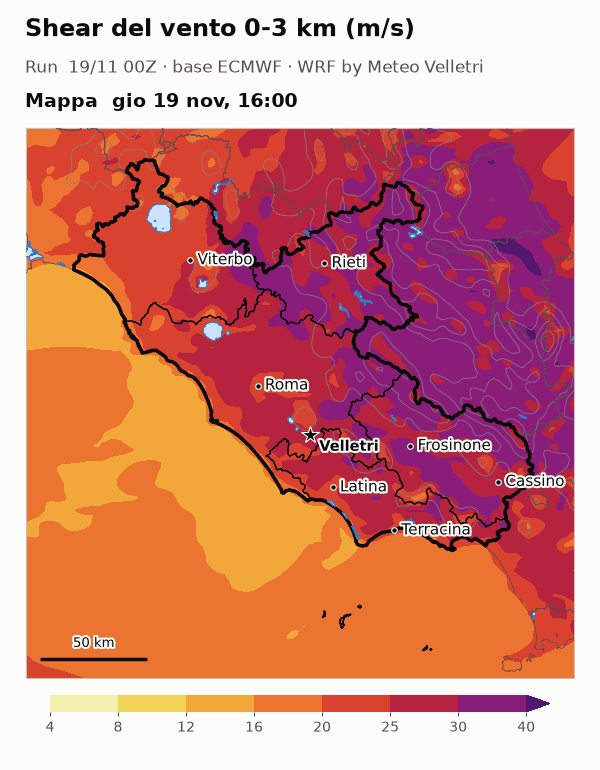 Shear del vento 0-3 km (m/s)
Run 19/11 00Z · base ECMWF · WRF by Meteo Velletri
Mappa gio 19 nov, 16:00
Viterbo
Rieti
Roma
Velletri
Frosinone
Cassino
Latina
Terracina
50 km
4 8 12 16 20 25 30 40